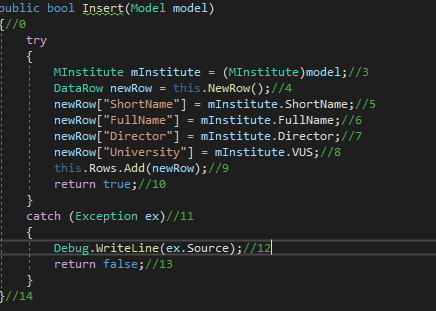 public bool Insert(Model model)
{//0
try
{
MInstitute mInstitute = (MInstitute)model;//3
DataRow newRow = this.NewRow();//4
newRow["ShortName"] = mInstitute.ShortName;//5
newRow["FullName"] = mInstitute.FullName;//6
newRow["Director"] = mInstitute.Director;//7
newRow["University"] = mInstitute.VUS;//8
this.Rows.Add(newRow);//9
return true;//10
}
catch (Exception ex)//11
{
Debug.WriteLine(ex.Source);//12
return false;//13
}
}//14